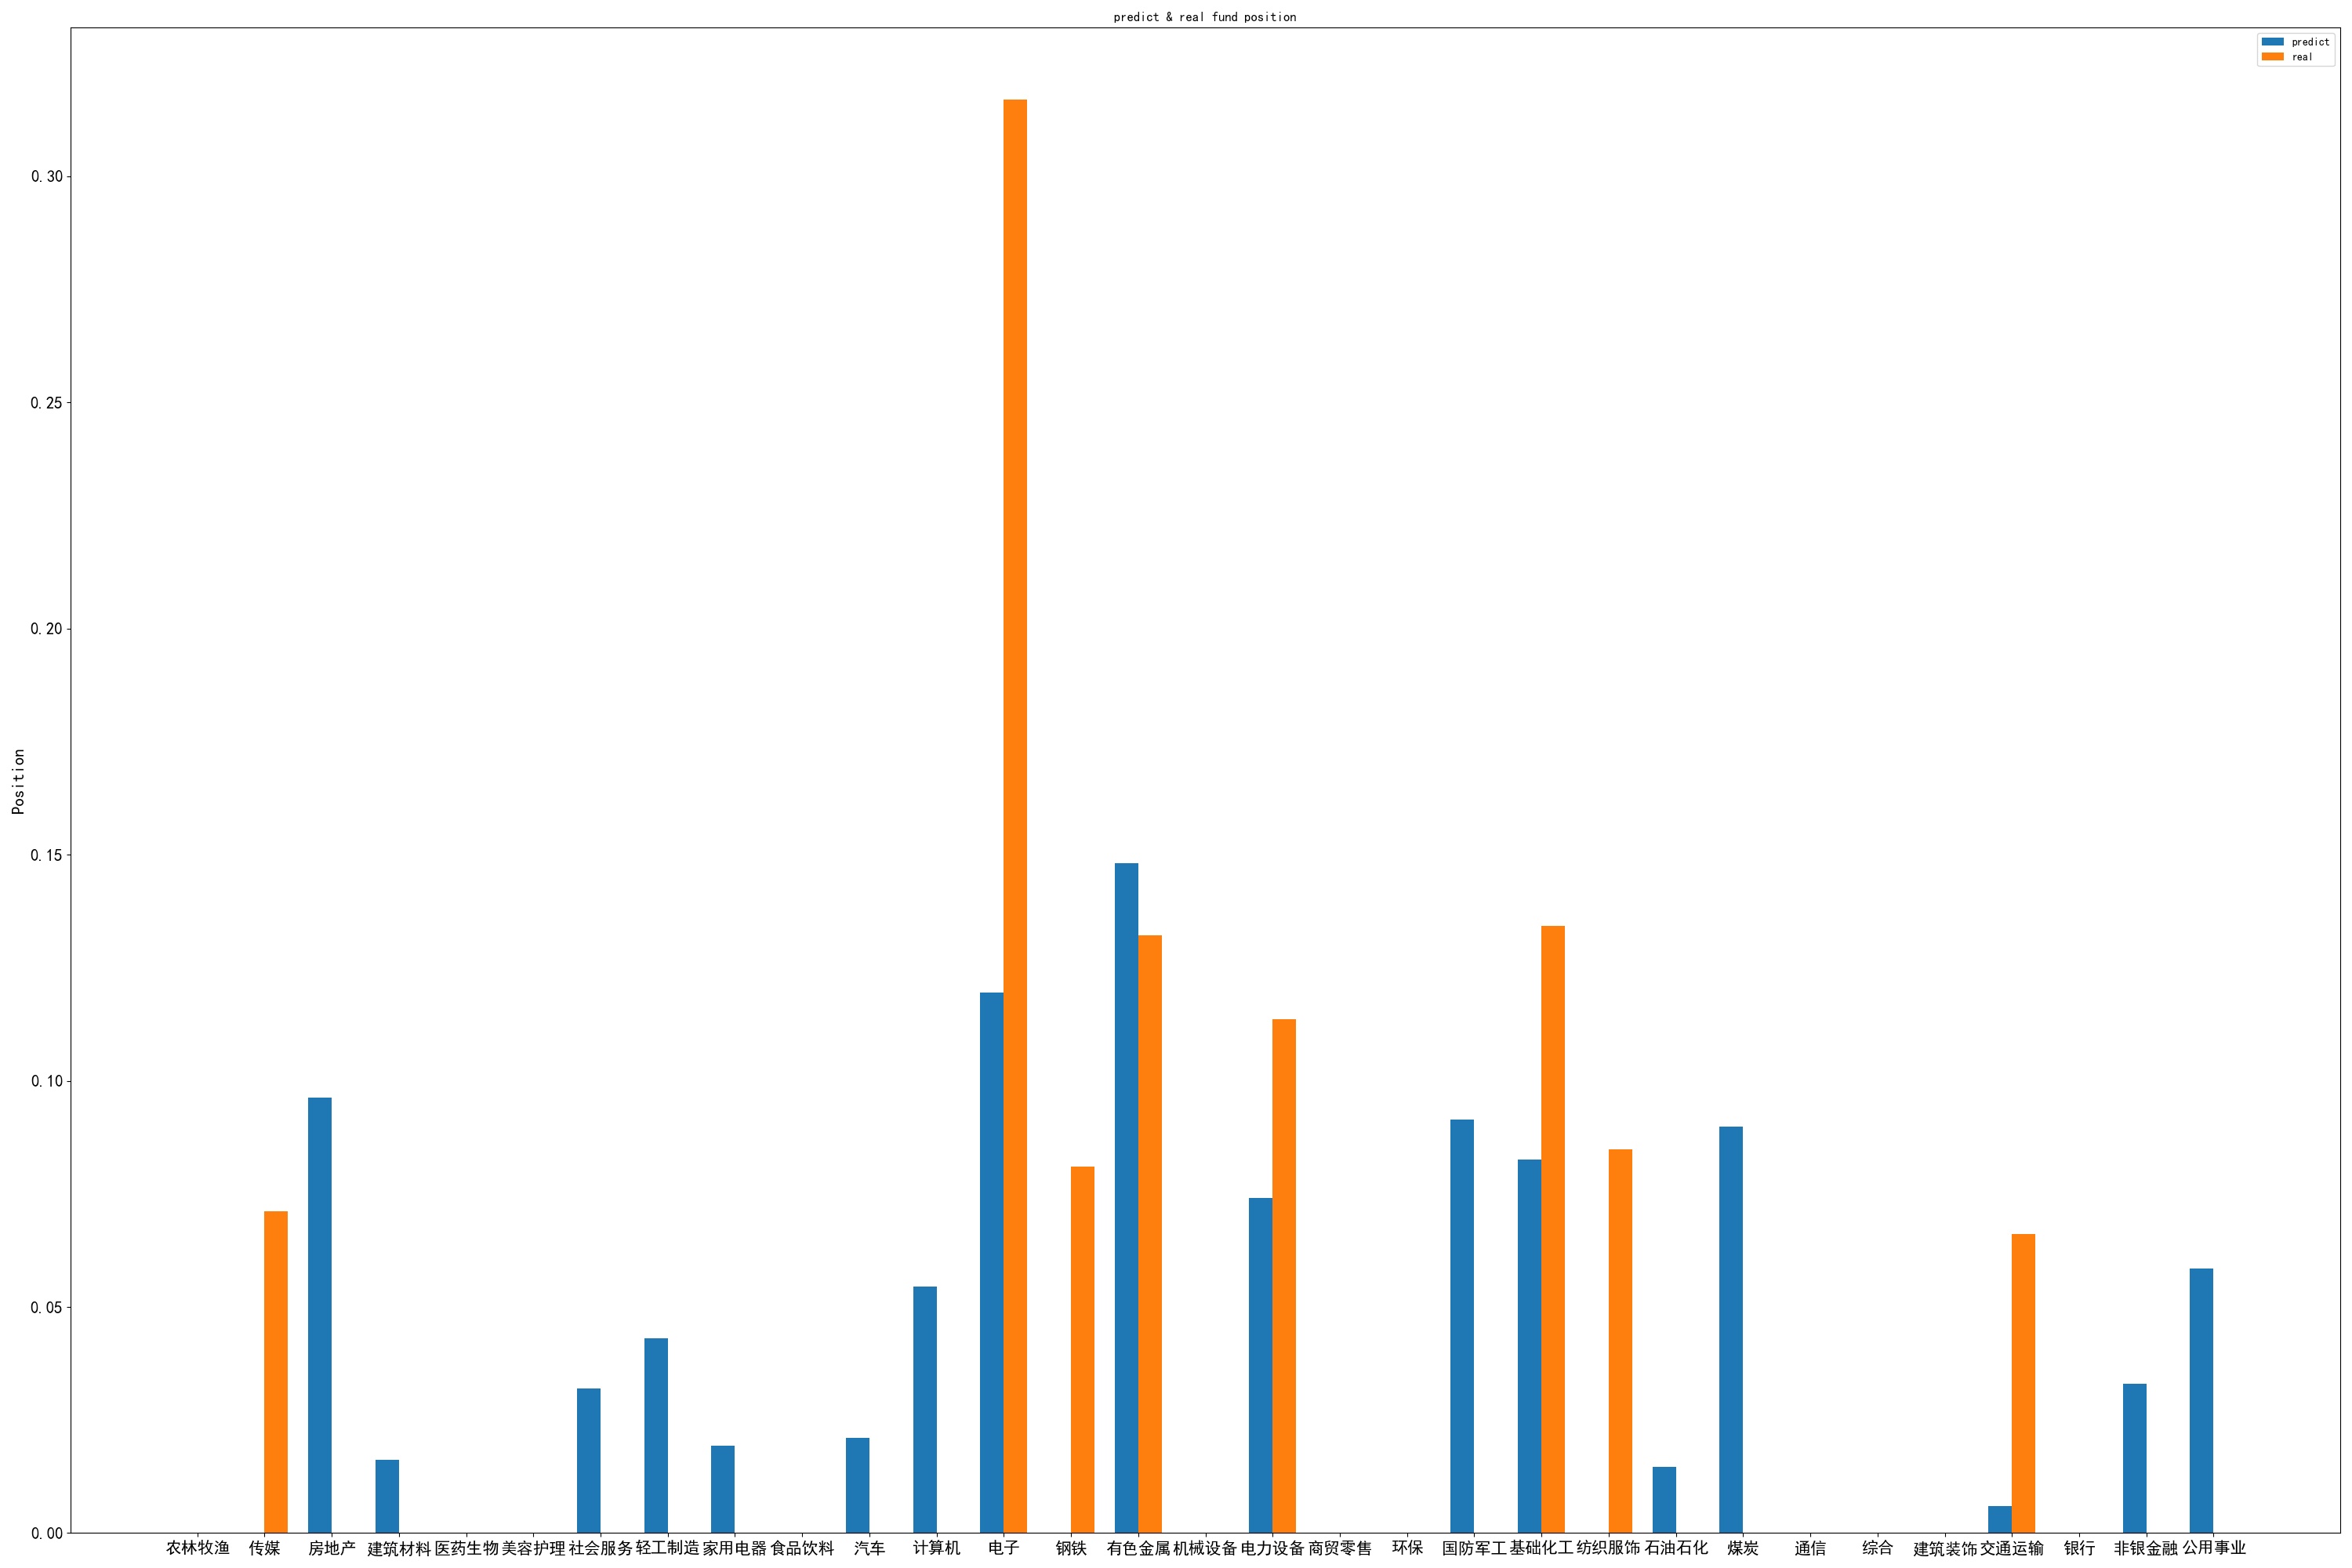 predict & real fund position
predict
real
Position
0.30
0.25
0.20
0.15
0.10
0.05
0.00
农林牧渔 传媒 房地产 建筑材料 医药生物 美容护理 社会服务 轻工制造 家用电器 食品饮料 汽车 计算机 电子 钢铁 有色金属 机械设备 电力设备 商贸零售 环保 国防军工 基础化工 纺织服饰 石油石化 煤炭 通信 综合 建筑装饰 交通运输 银行 非银金融 公用事业